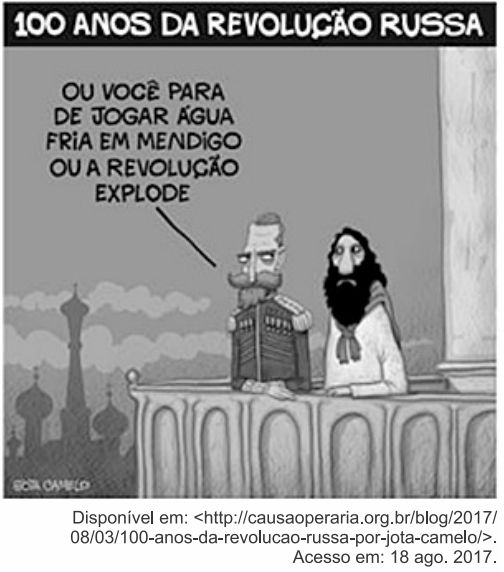 100 ANOS DA REVOLUÇÃO RUSSA
OU VOCÊ PARA
DE JOGAR ÁGUA
FRIA EM MENDIGO
OU A REVOLUÇÃO
EXPLODE
JOTA CAMELO
Disponível em: <http://causaoperaria.org.br/blog/2017/
08/03/100-anos-da-revolucao-russa-por-jota-camelo/>.
Acesso em: 18 ago. 2017.